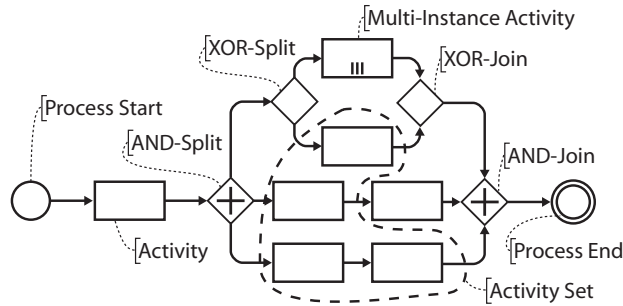 Multi-Instance Activity
XOR-Split
XOR-Join
Process Start
AND-Split
AND-Join
Activity
Process End
Activity Set